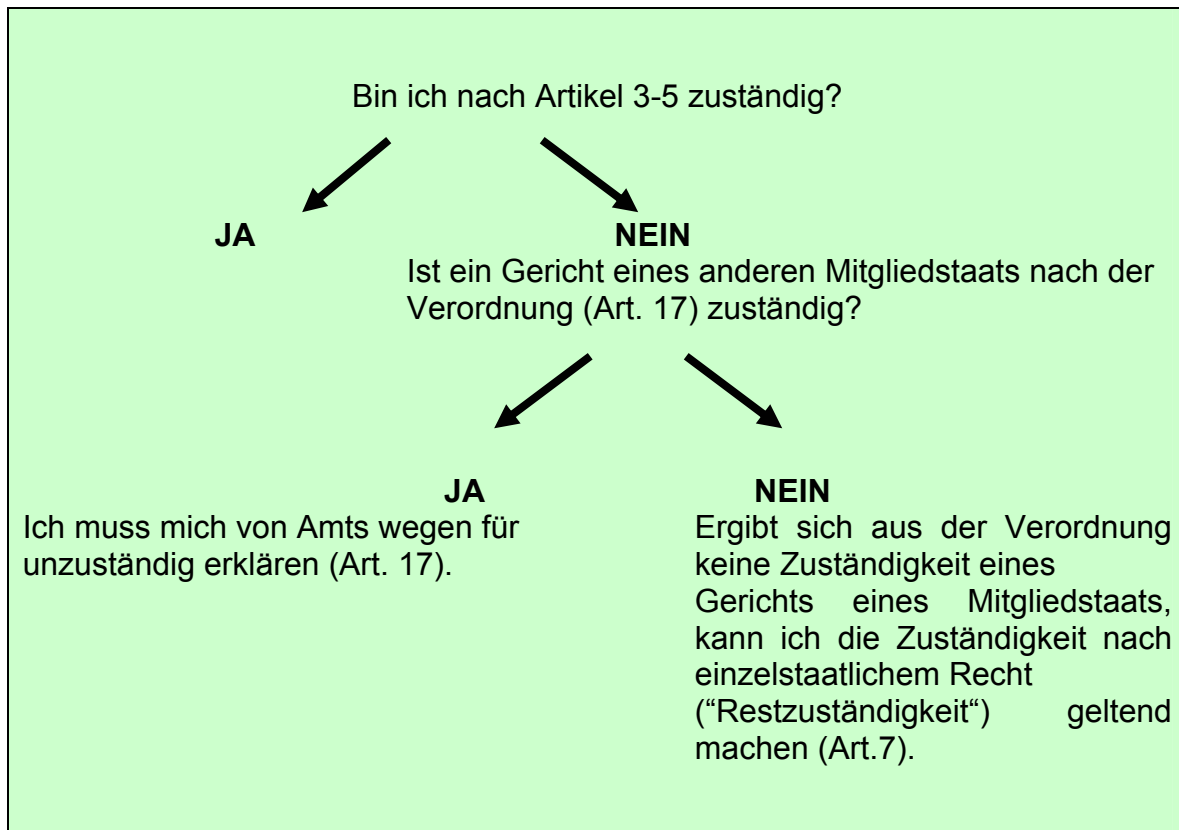 Bin ich nach Artikel 3-5 zuständig?
JA
NEIN
Ist ein Gericht eines anderen Mitgliedstaats nach der
Verordnung (Art. 17) zuständig?
JA
Ich muss mich von Amts wegen für
unzuständig erklären (Art. 17).
NEIN
Ergibt sich aus der Verordnung
keine Zuständigkeit eines
Gerichts eines Mitgliedstaats,
kann ich die Zuständigkeit nach
einzelstaatlichem Recht
(“Restzuständigkeit“) geltend
machen (Art.7).